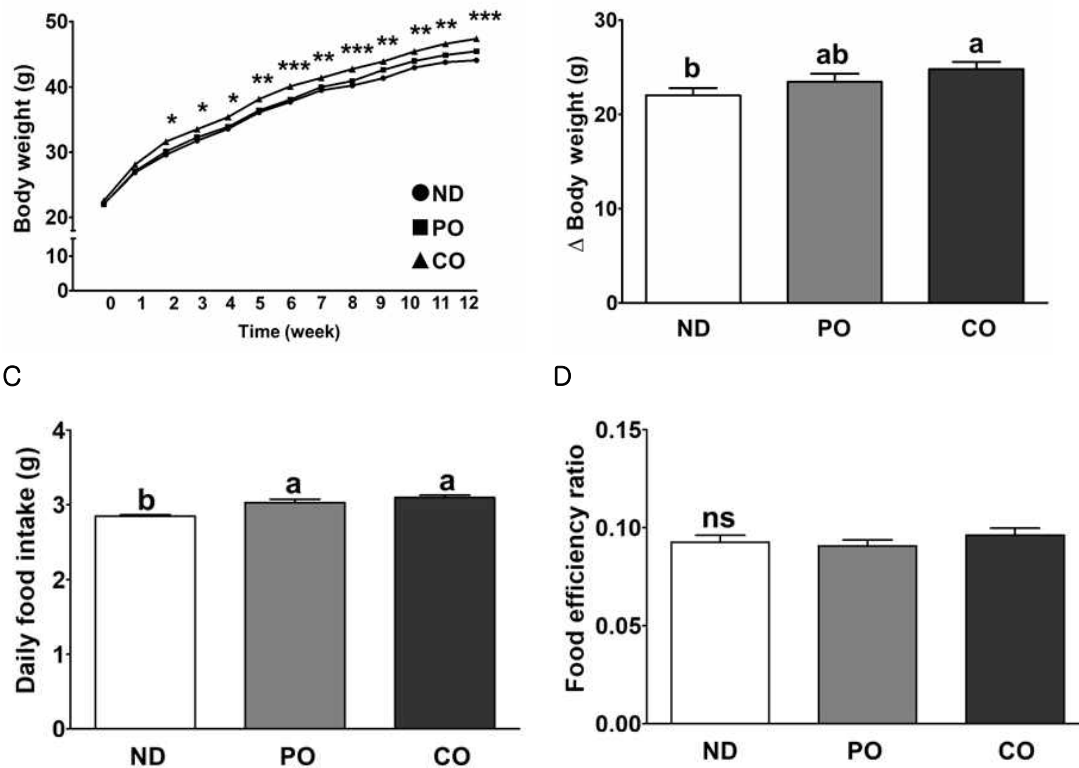 50
40
30
20
10
0
Body weight (g)
* * * ** *** ** *** ** ** ** ***
ND
PO
CO
0 1 2 3 4 5 6 7 8 9 10 11 12
Time (week)
30
20
10
0
Δ Body weight (g)
b ab a
ND PO CO
C
4
3
2
1
0
Daily food intake (g)
b a a
ND PO CO
D
0.15
0.10
0.05
0.00
Food efficiency ratio
ns
ND PO CO